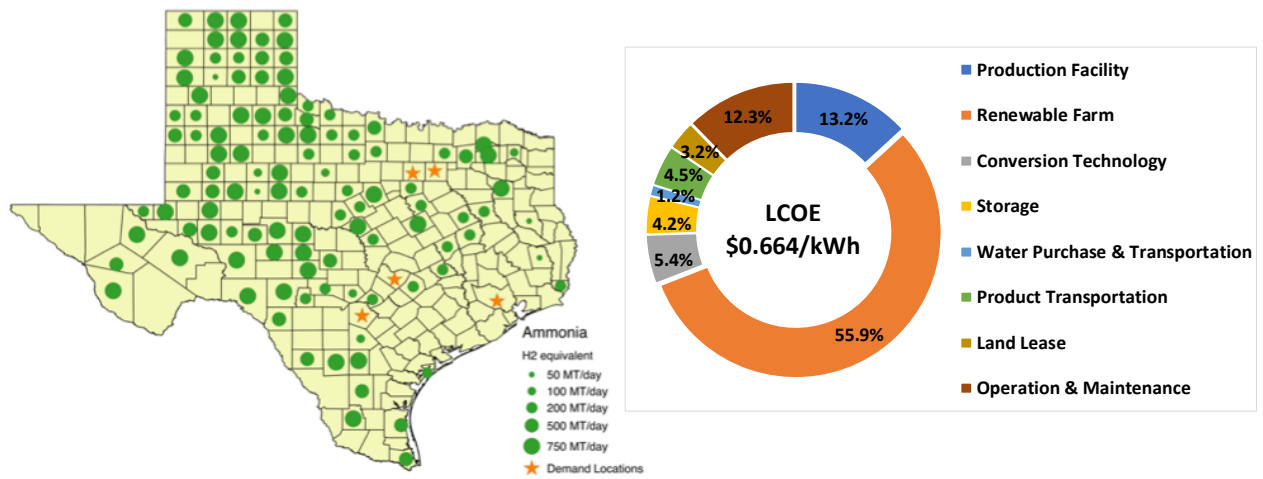 Ammonia
H2 equivalent
50 MT/day
100 MT/day
200 MT/day
500 MT/day
750 MT/day
Demand Locations
LCOE
$0.664/kWh
13.2%
55.9%
5.4%
4.2%
1.2%
4.5%
3.2%
12.3%
Production Facility
Renewable Farm
Conversion Technology
Storage
Water Purchase & Transportation
Product Transportation
Land Lease
Operation & Maintenance